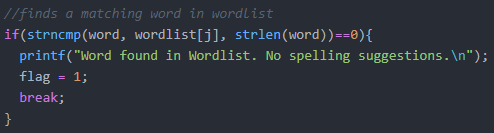 //finds a matching word in wordlist
if(strncmp(word, wordlist[j], strlen(word))==0){
  printf("Word found in Wordlist. No spelling suggestions.\n");
  flag = 1;
  break;
}